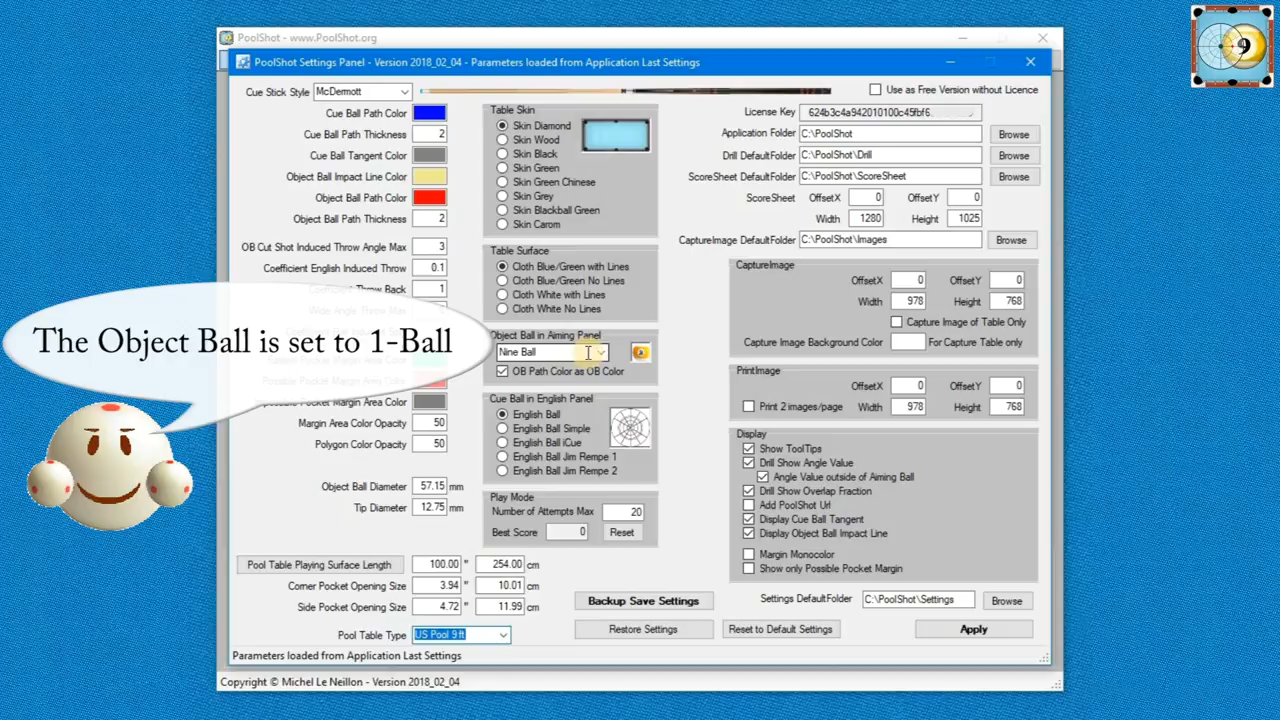 PoolShot - www.PoolShot.org
PoolShot Settings Panel - Version 2018_02_04 - Parameters loaded from Application Last Settings
9
Cue Stick Style McDermott
Cue Ball Path Color
Cue Ball Path Thickness 2
Cue Ball Tangent Color
Object Ball Impact Line Color
Object Ball Path Color
Object Ball Path Thickness 2
OB Cut Shot Induced Throw Angle Max 3
Coefficient English Induced Throw 0.1
Throw Back 1
The Object Ball is set to 1-Ball
Pocket Margin Area Color
Margin Area Color Opacity 50
Polygon Color Opacity 50
Object Ball Diameter 57.15 mm
Tip Diameter 12.75 mm
Pool Table Playing Surface Length 100.00 " 254.00 cm
Corner Pocket Opening Size 3.94 " 10.01 cm
Side Pocket Opening Size 4.72 " 11.99 cm
Pool Table Type US Pool 9 ft
Table Skin
Skin Diamond
Skin Wood
Skin Black
Skin Green
Skin Green Chinese
Skin Grey
Skin Blackball Green
Skin Carom
Table Surface
Cloth Blue/Green with Lines
Cloth Blue/Green No Lines
Cloth White with Lines
Cloth White No Lines
Object Ball in Aiming Panel
Nine Ball
OB Path Color as OB Color
Cue Ball in English Panel
English Ball
English Ball Simple
English Ball iCue
English Ball Jim Rempe 1
English Ball Jim Rempe 2
Play Mode
Number of Attempts Max 20
Best Score 0 Reset
Backup Save Settings
Restore Settings
Reset to Default Settings
Use as Free Version without Licence
License Key 624b3c4a942010100c45fbf6
Application Folder C:\PoolShot Browse
Drill DefaultFolder C:\PoolShot\Drill Browse
ScoreSheet DefaultFolder C:\PoolShot\ScoreSheet Browse
ScoreSheet OffsetX 0 OffsetY 0
Width 1280 Height 1025
CaptureImage DefaultFolder C:\PoolShot\Images Browse
CaptureImage
OffsetX 0 OffsetY 0
Width 978 Height 768
Capture Image of Table Only
Capture Image Background Color For Capture Table only
PrintImage
OffsetX 0 OffsetY 0
Print 2 images/page Width 978 Height 768
Display
Show ToolTips
Drill Show Angle Value
Angle Value outside of Aiming Ball
Drill Show Overlap Fraction
Add PoolShot Url
Display Cue Ball Tangent
Display Object Ball Impact Line
Margin Monocolor
Show only Possible Pocket Margin
Settings DefaultFolder C:\PoolShot\Settings Browse
Apply
Parameters loaded from Application Last Settings
Copyright © Michel Le Neillon - Version 2018_02_04